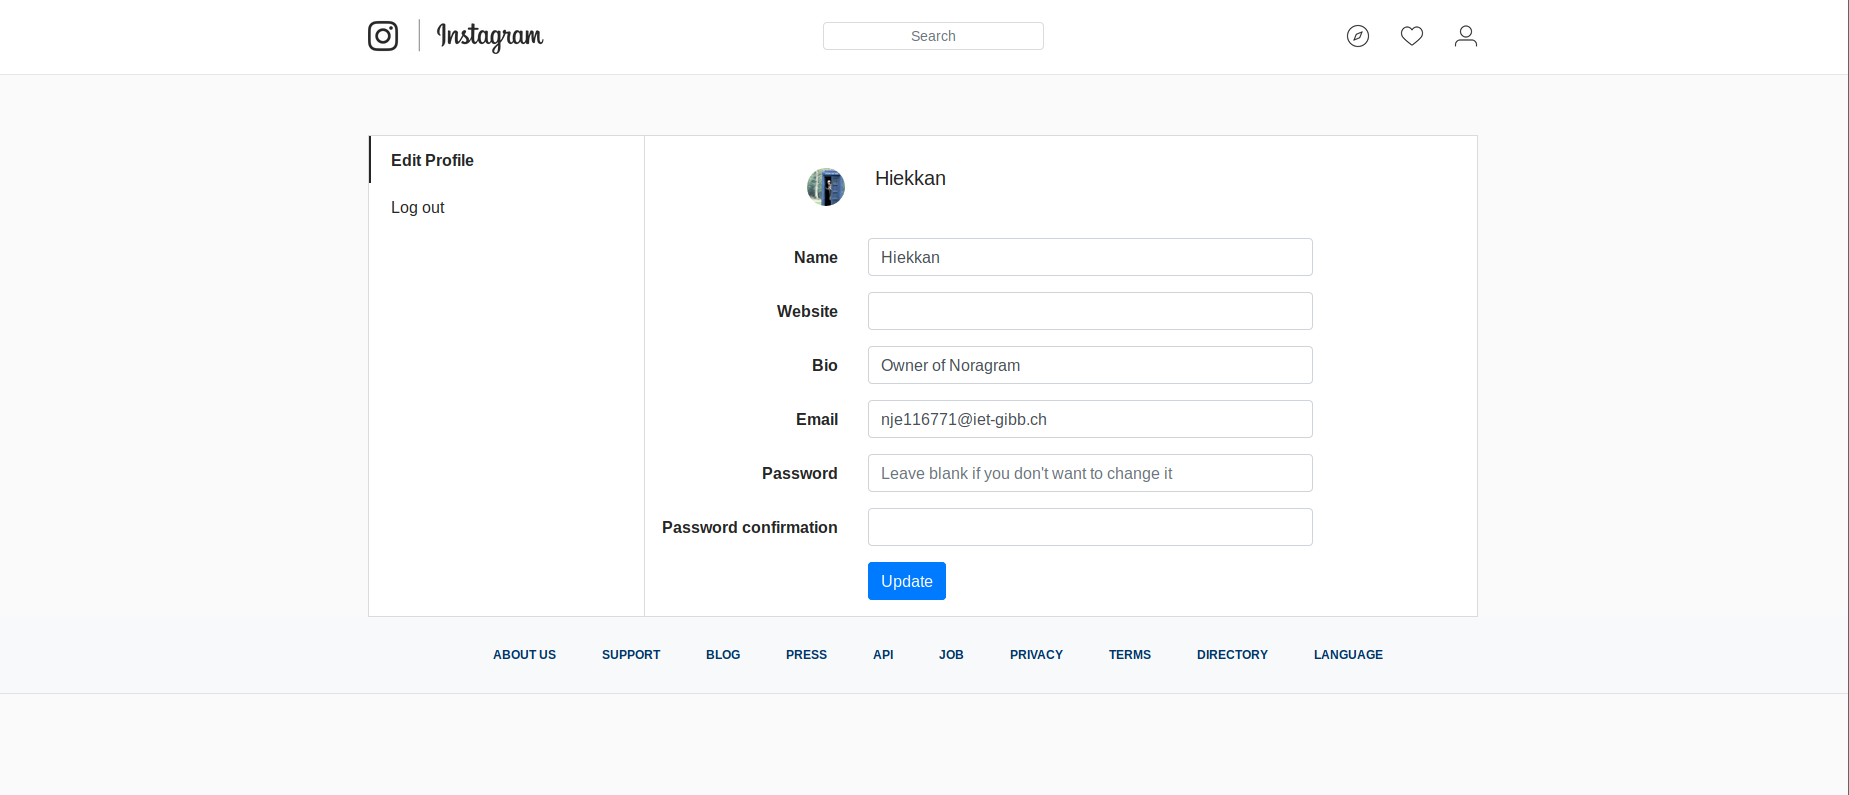 Instagram
Search
Edit Profile
Log out
Hiekkan
Name
Hiekkan
Website
Bio
Owner of Noragram
Email
nje116771@iet-gibb.ch
Password
Leave blank if you don't want to change it
Password confirmation
Update
ABOUT US SUPPORT BLOG PRESS API JOB PRIVACY TERMS DIRECTORY LANGUAGE